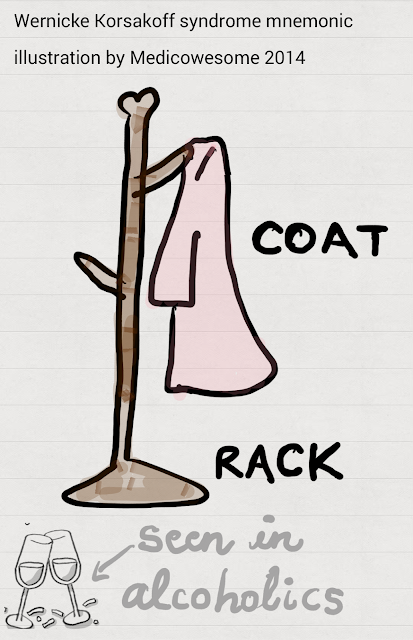 Wernicke Korsakoff syndrome mnemonic
illustration by Medicowesome 2014
COAT
RACK
seen in
alcoholics